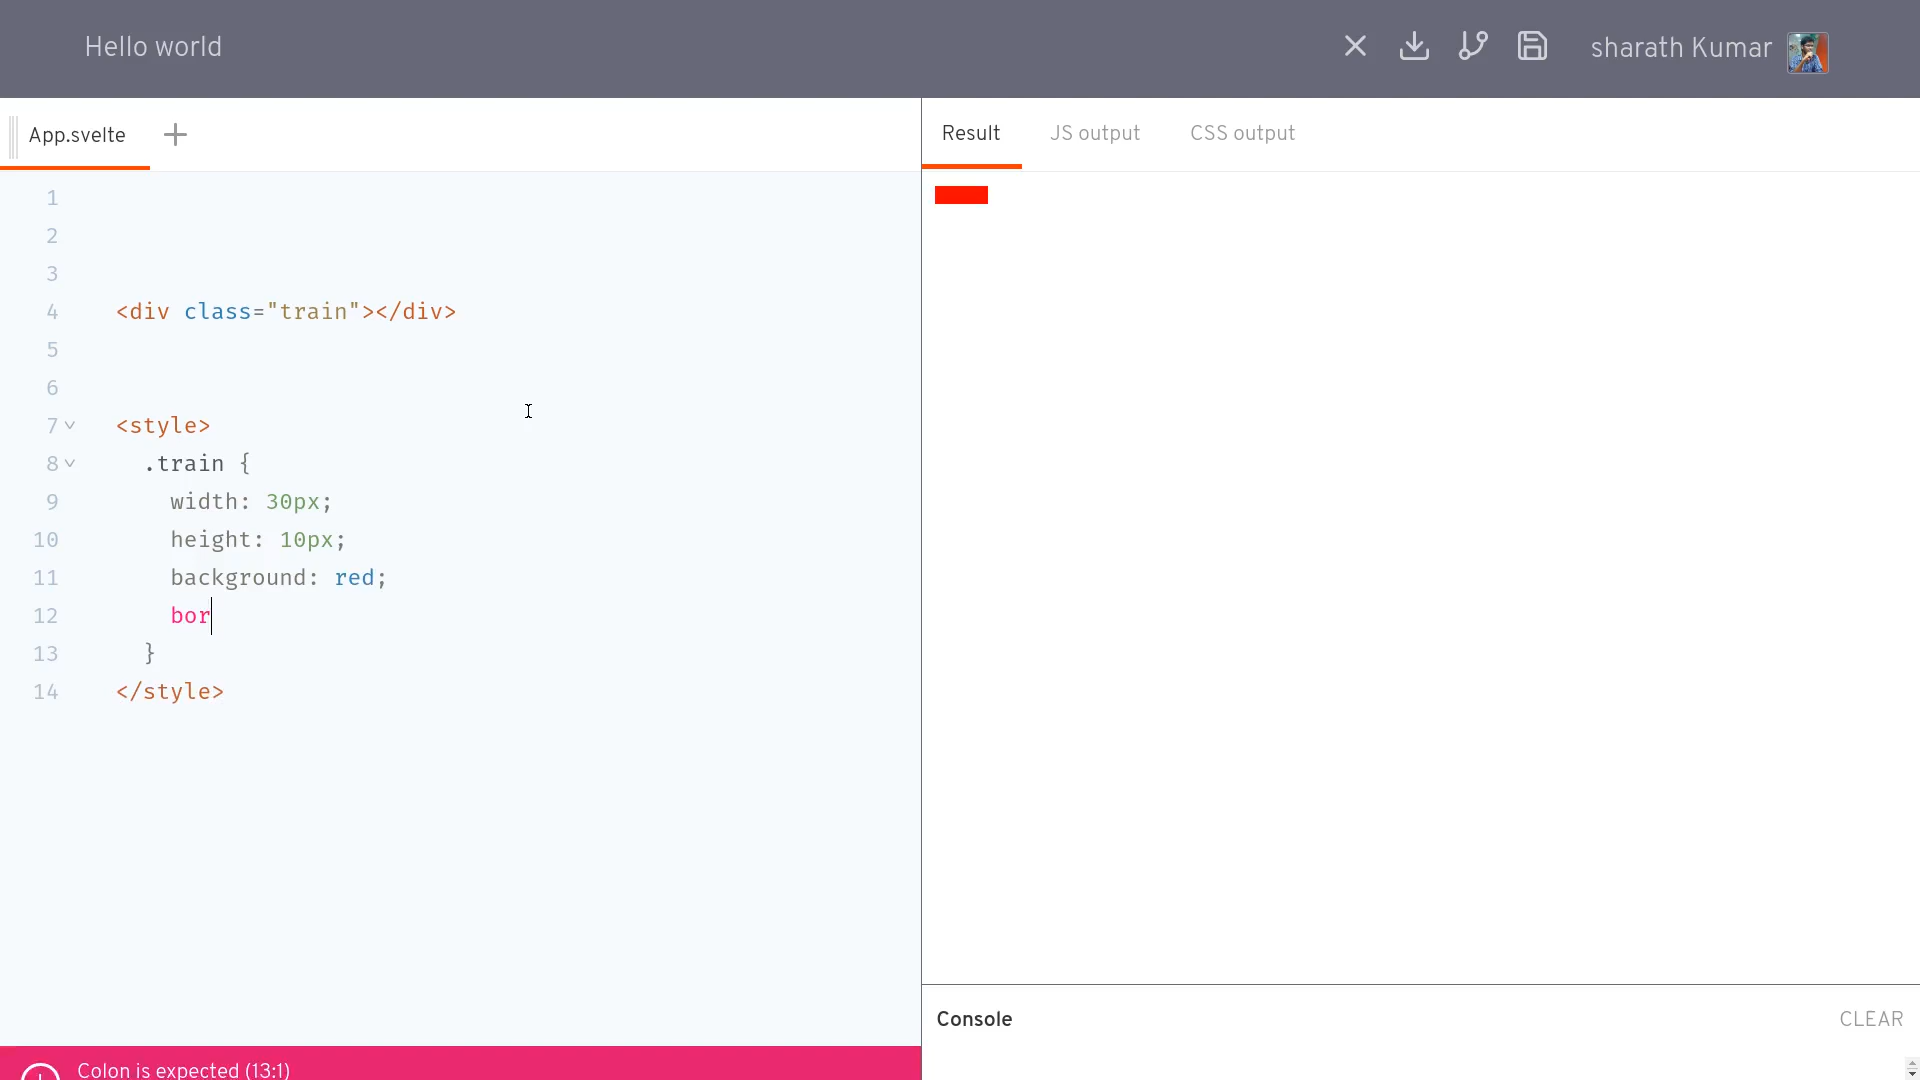 Hello world
sharath Kumar
App.svelte
Result JS output CSS output
1
2
3
4 <div class="train"></div>
5
6
7 <style>
8 .train {
9 width: 30px;
10 height: 10px;
11 background: red;
12 bor
13 }
14 </style>
Console CLEAR
Colon is expected (13:1)